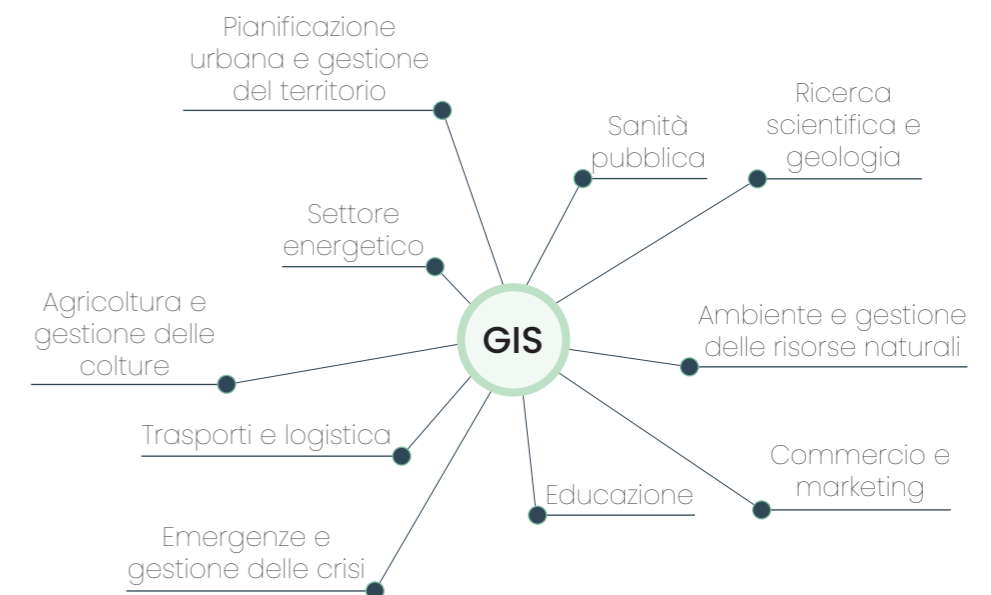 Pianificazione
urbana e gestione
del territorio
Sanità
pubblica
Ricerca
scientifica e
geologia
Settore
energetico
Agricoltura e
gestione delle
colture
GIS
Ambiente e gestione
delle risorse naturali
Trasporti e logistica
Educazione
Commercio e
marketing
Emergenze e
gestione delle crisi